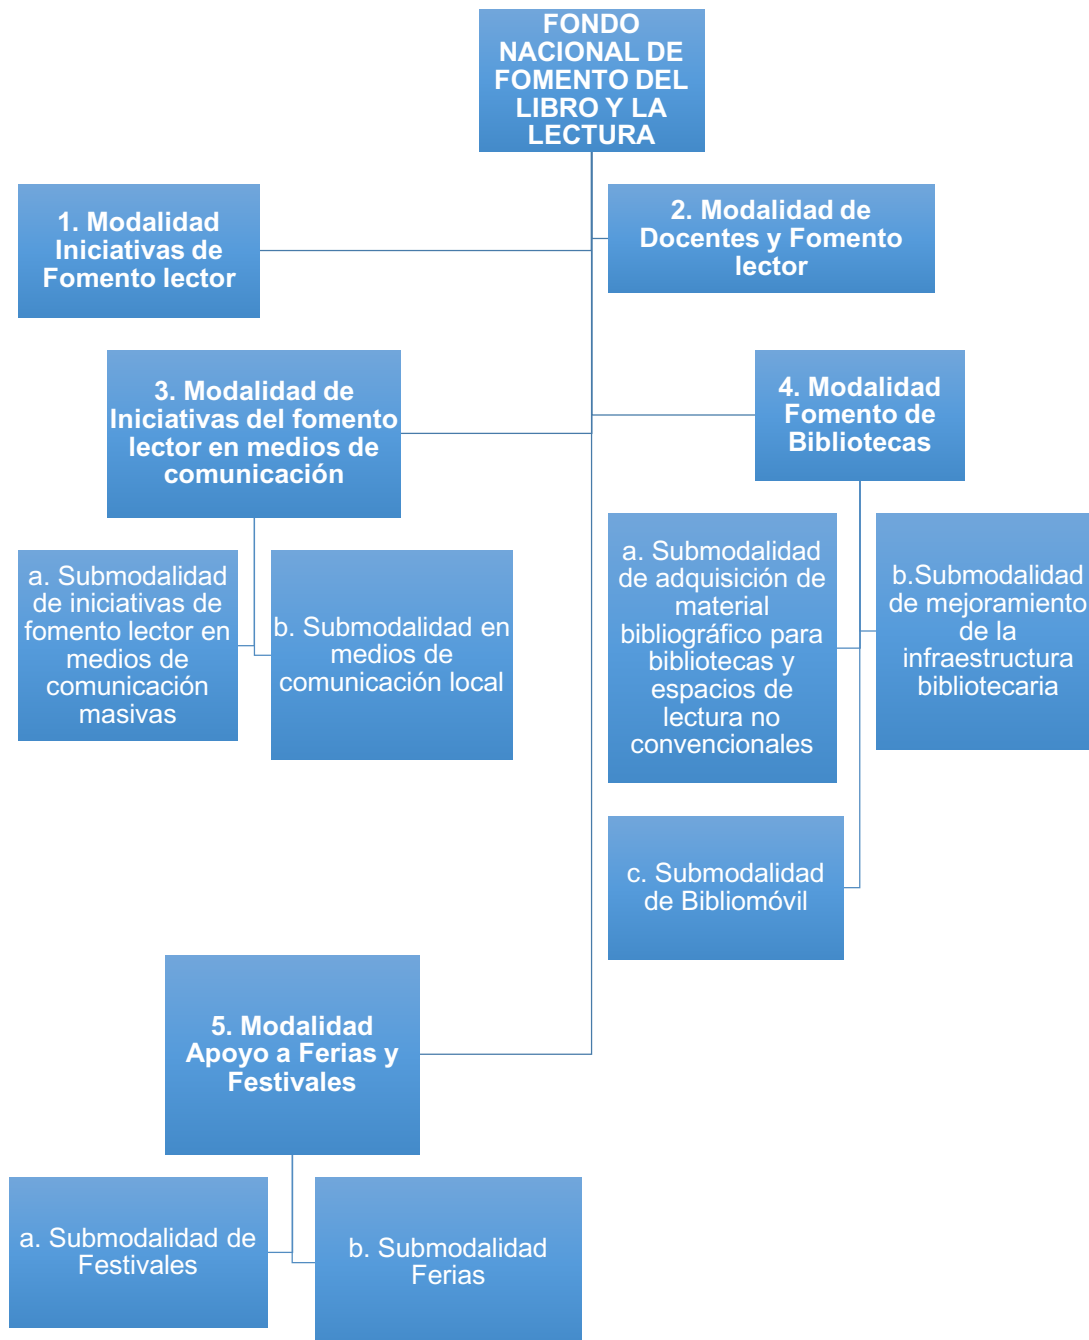 FONDO
NACIONAL DE
FOMENTO DEL
LIBRO Y LA
LECTURA
1. Modalidad
Iniciativas de
Fomento lector
2. Modalidad de
Docentes y Fomento
lector
3. Modalidad de
Iniciativas del fomento
lector en medios de
comunicación
4. Modalidad
Fomento de
Bibliotecas
a. Submodalidad
de iniciativas de
fomento lector en
medios de
comunicación
masivas
b. Submodalidad en
medios de
comunicación local
a. Submodalidad
de adquisición de
material
bibliográfico para
bibliotecas y
espacios de
lectura no
convencionales
b.Submodalidad
de mejoramiento
de la
infraestructura
bibliotecaria
c. Submodalidad
de Bibliomóvil
5. Modalidad
Apoyo a Ferias y
Festivales
a. Submodalidad de
Festivales
b. Submodalidad
Ferias